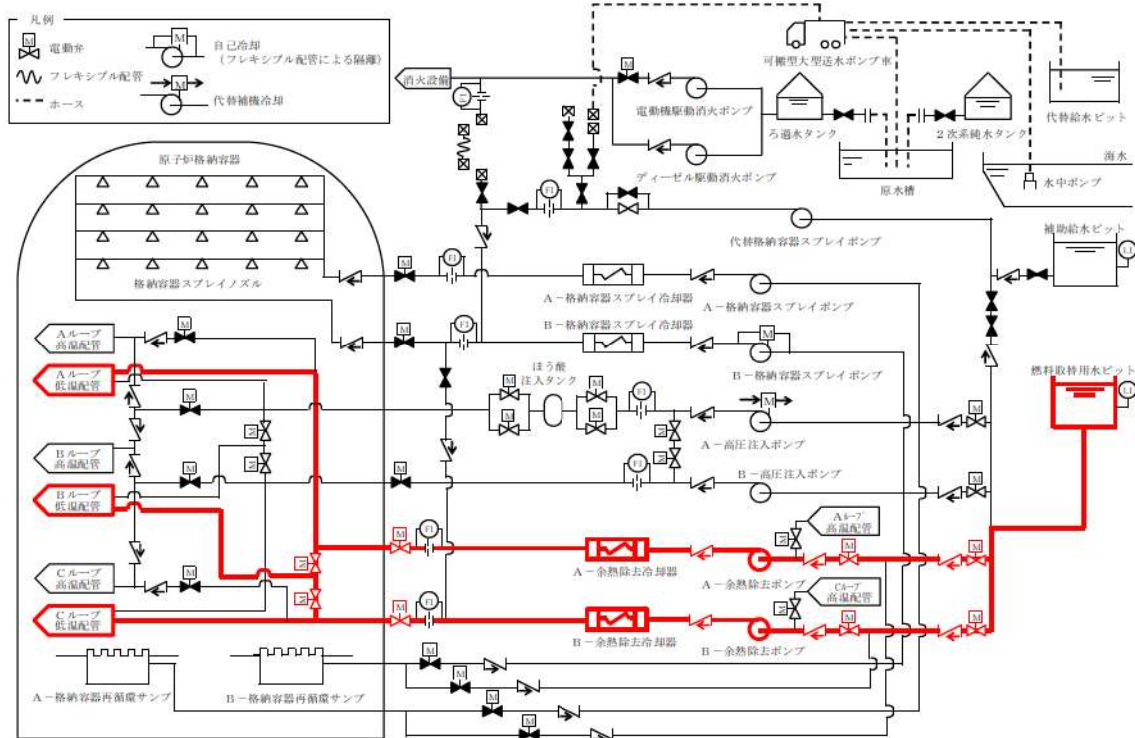 凡例
M
電動弁
フレキシブル配管
ホース
M
自己冷却
(フレキシブル配管による隔離)
M
代替補機冷却
消火設備
FI
M
電動機駆動消火ポンプ
ディーゼル駆動消火ポンプ
可搬型大型送水ポンプ車
ろ過水タンク
2次系純水タンク
原水槽
代替給水ピット
海水
水中ポンプ
補助給水ピット
LI
原子炉格納容器
格納容器スプレイノズル
FI
代替格納容器スプレイポンプ
M
FI
A-格納容器スプレイ冷却器
A-格納容器スプレイポンプ
M
FI
B-格納容器スプレイ冷却器
M
B-格納容器スプレイポンプ
燃料取替用水ピット
LI
Aループ
高温配管
M
Aループ
低温配管
M
ほう酸
注入タンク
M
M
M
M
FI
M
A-高圧注入ポンプ
M
M
M
Bループ
高温配管
M
M
M
FI
M
B-高圧注入ポンプ
M
Bループ
低温配管
Aループ
高温配管
M
M
FI
A-余熱除去冷却器
A-余熱除去ポンプ
M
M
M
Cループ
高温配管
M
Cループ
高温配管
M
Cループ
低温配管
M
M
FI
B-余熱除去冷却器
B-余熱除去ポンプ
M
M
M
A-格納容器再循環サンプ
B-格納容器再循環サンプ
M
M
M
M